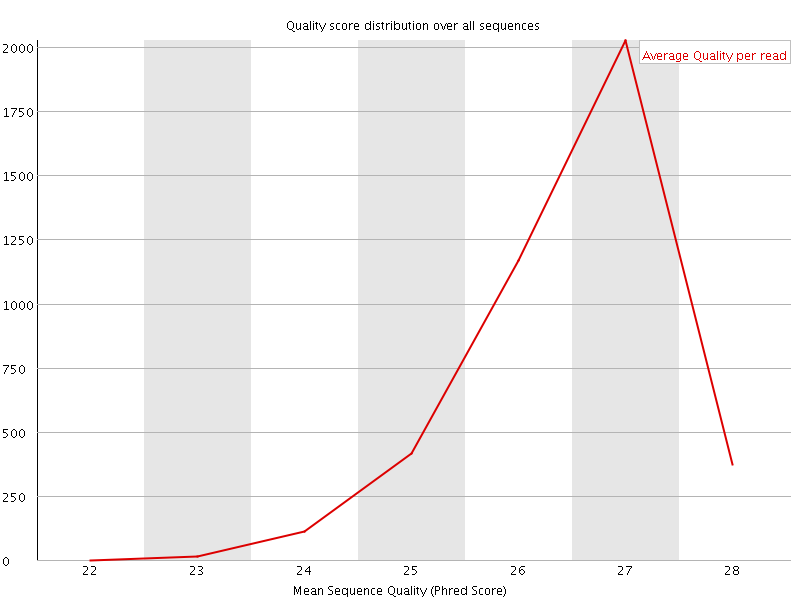 Quality score distribution over all sequences
Average Quality per read
2000
1750
1500
1250
1000
750
500
250
0
22 23 24 25 26 27 28
Mean Sequence Quality (Phred Score)